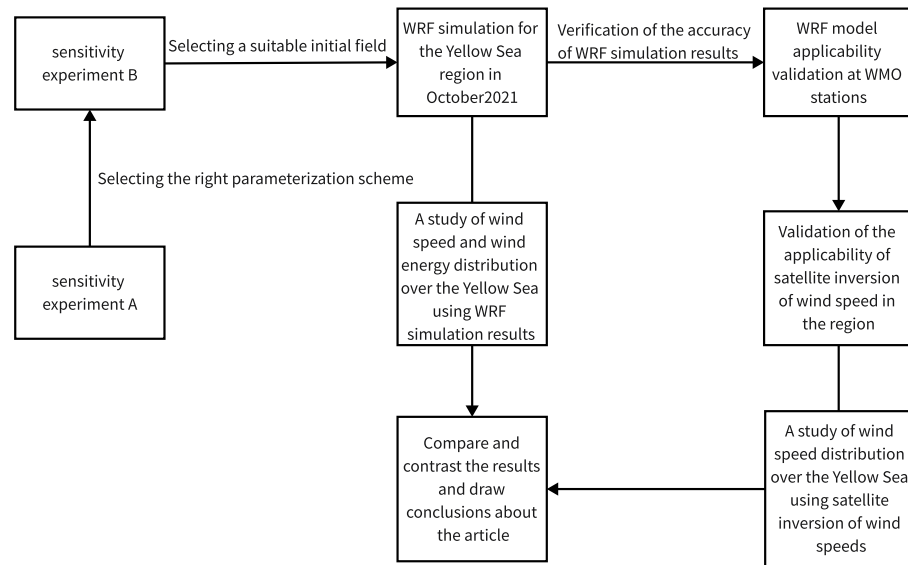 sensitivity
experiment B
Selecting a suitable initial field
WRF simulation for
the Yellow Sea
region in
October2021
Verification of the accuracy
of WRF simulation results
WRF model
applicability
validation at WMO
stations
Selecting the right parameterization scheme
sensitivity
experiment A
A study of wind
speed and wind
energy distribution
over the Yellow Sea
using WRF
simulation results
Validation of the
applicability of
satellite inversion
of wind speed in
the region
Compare and
contrast the results
and draw
conclusions about
the article
A study of wind
speed distribution
over the Yellow Sea
using satellite
inversion of wind
speeds